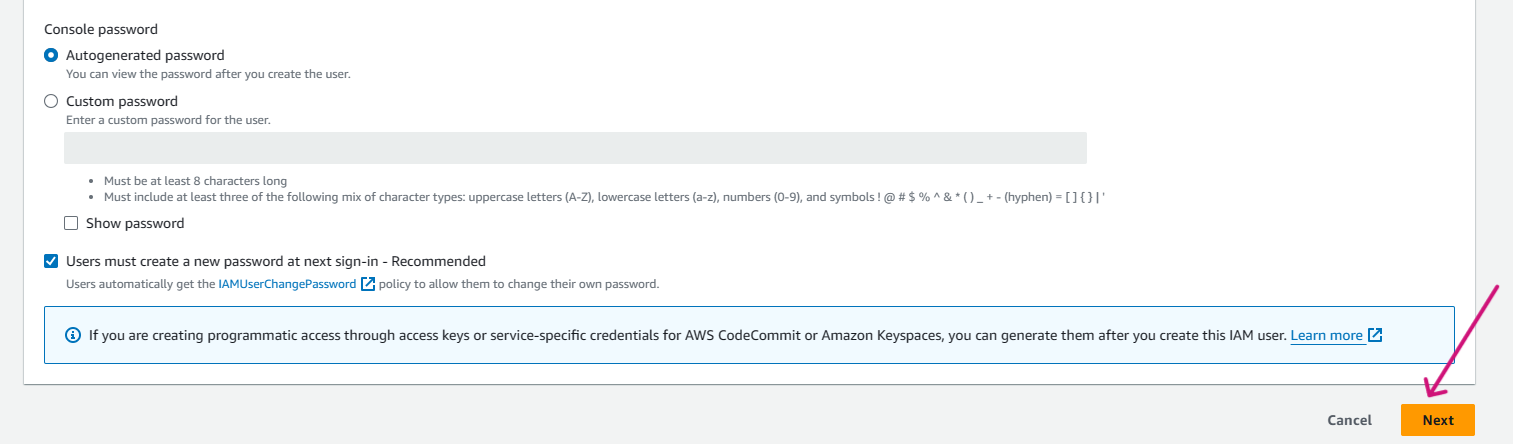 Console password
Autogenerated password
You can view the password after you create the user.
Custom password
Enter a custom password for the user.
• Must be at least 8 characters long
• Must include at least three of the following mix of character types: uppercase letters (A-Z), lowercase letters (a-z), numbers (0-9), and symbols ! @ # $ % ^ & * ( ) _ + - (hyphen) = [ ] { } | '
Show password
Users must create a new password at next sign-in - Recommended
Users automatically get the IAMUserChangePassword policy to allow them to change their own password.
If you are creating programmatic access through access keys or service-specific credentials for AWS CodeCommit or Amazon Keyspaces, you can generate them after you create this IAM user. Learn more
Cancel Next